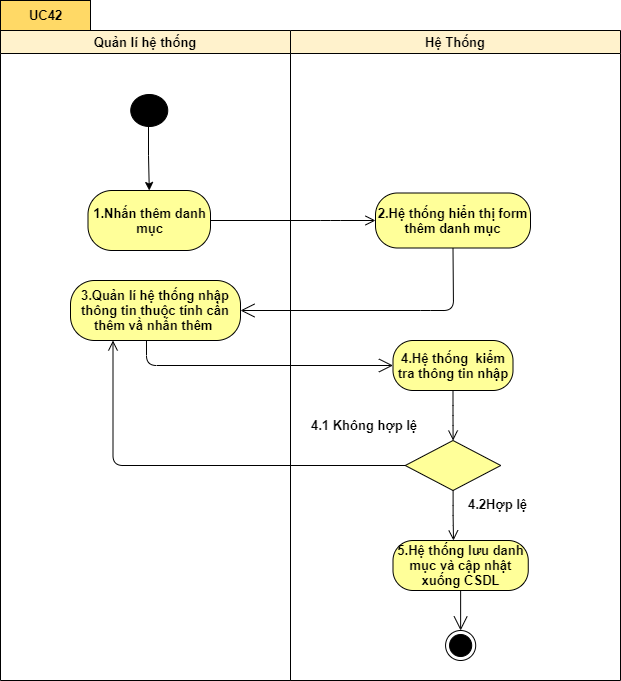 UC42
Quản lí hệ thống
Hệ Thống
1.Nhấn thêm danh
mục
2.Hệ thống hiển thị form
thêm danh mục
3.Quản lí hệ thống nhập
thông tin thuộc tính cần
thêm và nhấn thêm
4.Hệ thống kiểm
tra thông tin nhập
4.1 Không hợp lệ
4.2Hợp lệ
5.Hệ thống lưu danh
mục và cập nhật
xuống CSDL